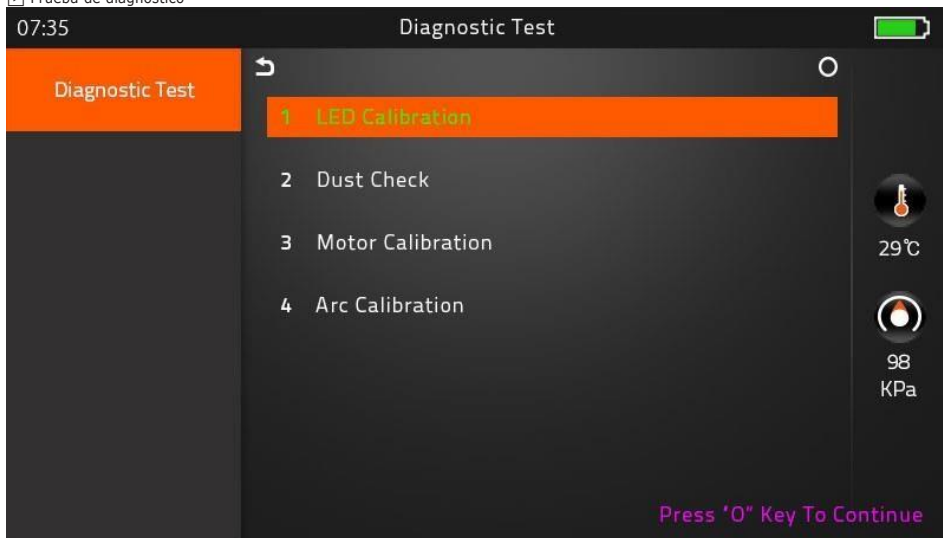 Prueba de diagnóstico
07:35 Diagnostic Test
Diagnostic Test
1 LED Calibration
2 Dust Check
3 Motor Calibration
4 Arc Calibration
29℃
98
KPa
Press "O" Key To Continue